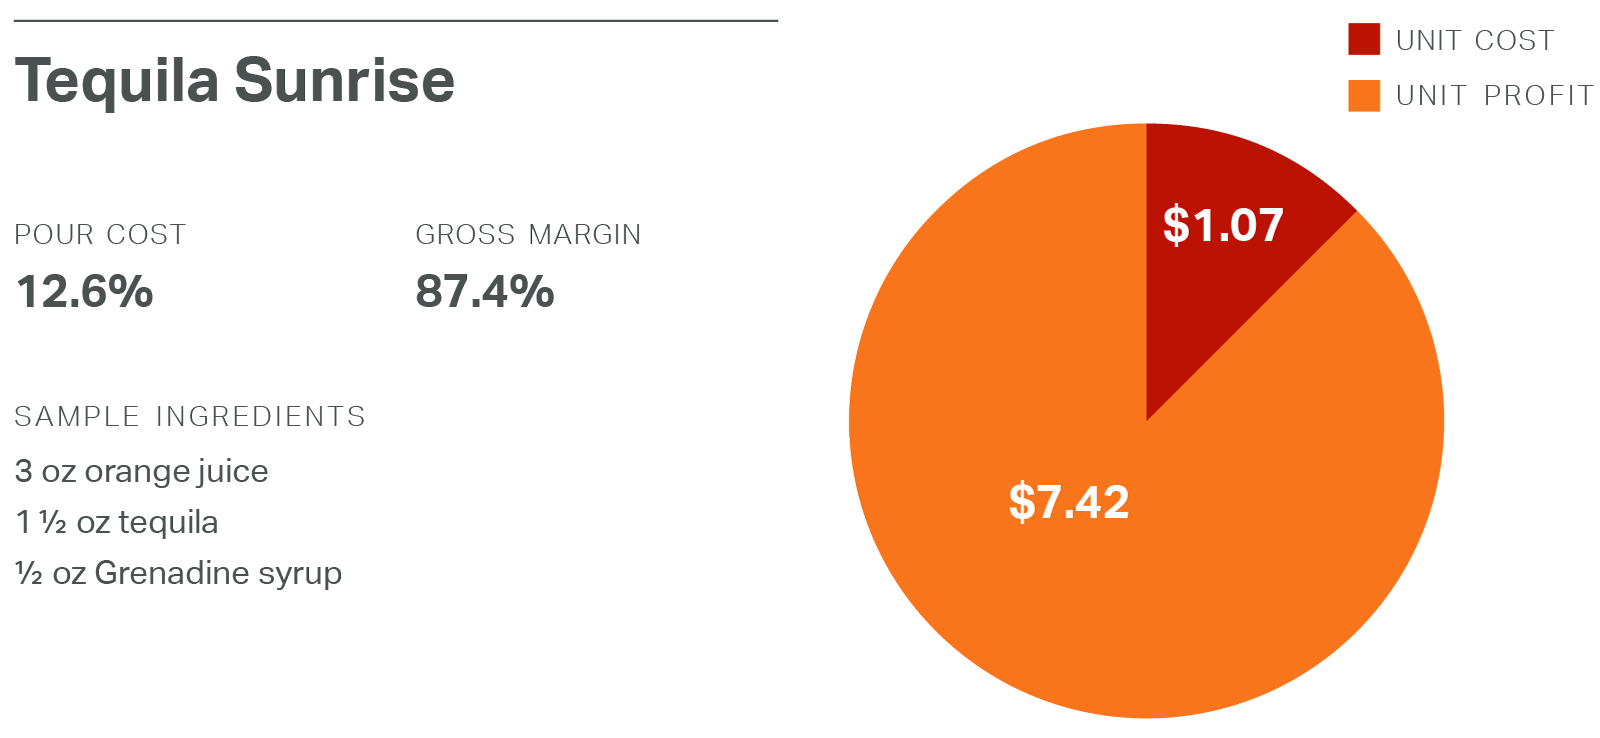 Tequila Sunrise
POUR COST
12.6%
GROSS MARGIN
87.4%
SAMPLE INGREDIENTS
3 oz orange juice
1 ½ oz tequila
½ oz Grenadine syrup
UNIT COST
UNIT PROFIT
$1.07
$7.42